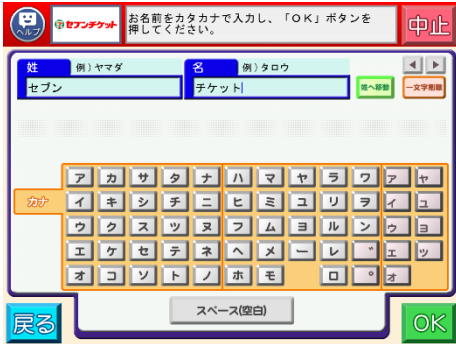 ヘルプ
セブンチケット
お名前をカタカナで入力し、「OK」ボタンを
押してください。
中止
姓 例)ヤマダ
名 例)タロウ
セブン
チケット
姓へ移動
一文字削除
カナ
ア カ サ タ ナ ハ マ ヤ ラ ワ ァ ャ
イ キ シ チ ニ ヒ ミ ユ リ ヲ ィ ュ
ウ ク ス ツ ヌ フ ム ヨ ル ン ゥ ョ
エ ケ セ テ ネ ヘ メ ー レ ゛ ェ ッ
オ コ ソ ト ノ ホ モ ロ ゜ ォ
スペース(空白)
戻る
OK